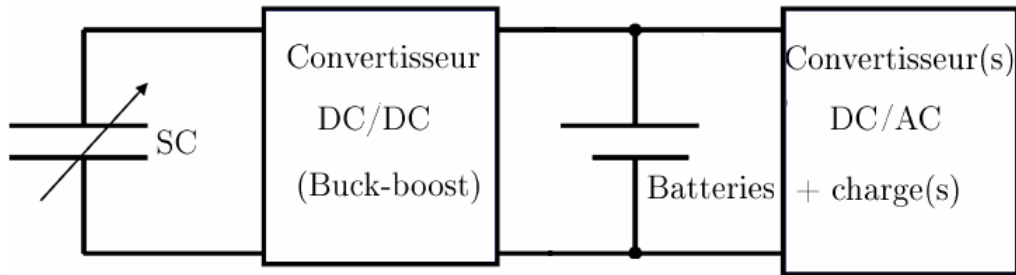 SC
Convertisseur
DC/DC
(Buck-boost)
Batteries
Convertisseur(s)
DC/AC
+ charge(s)